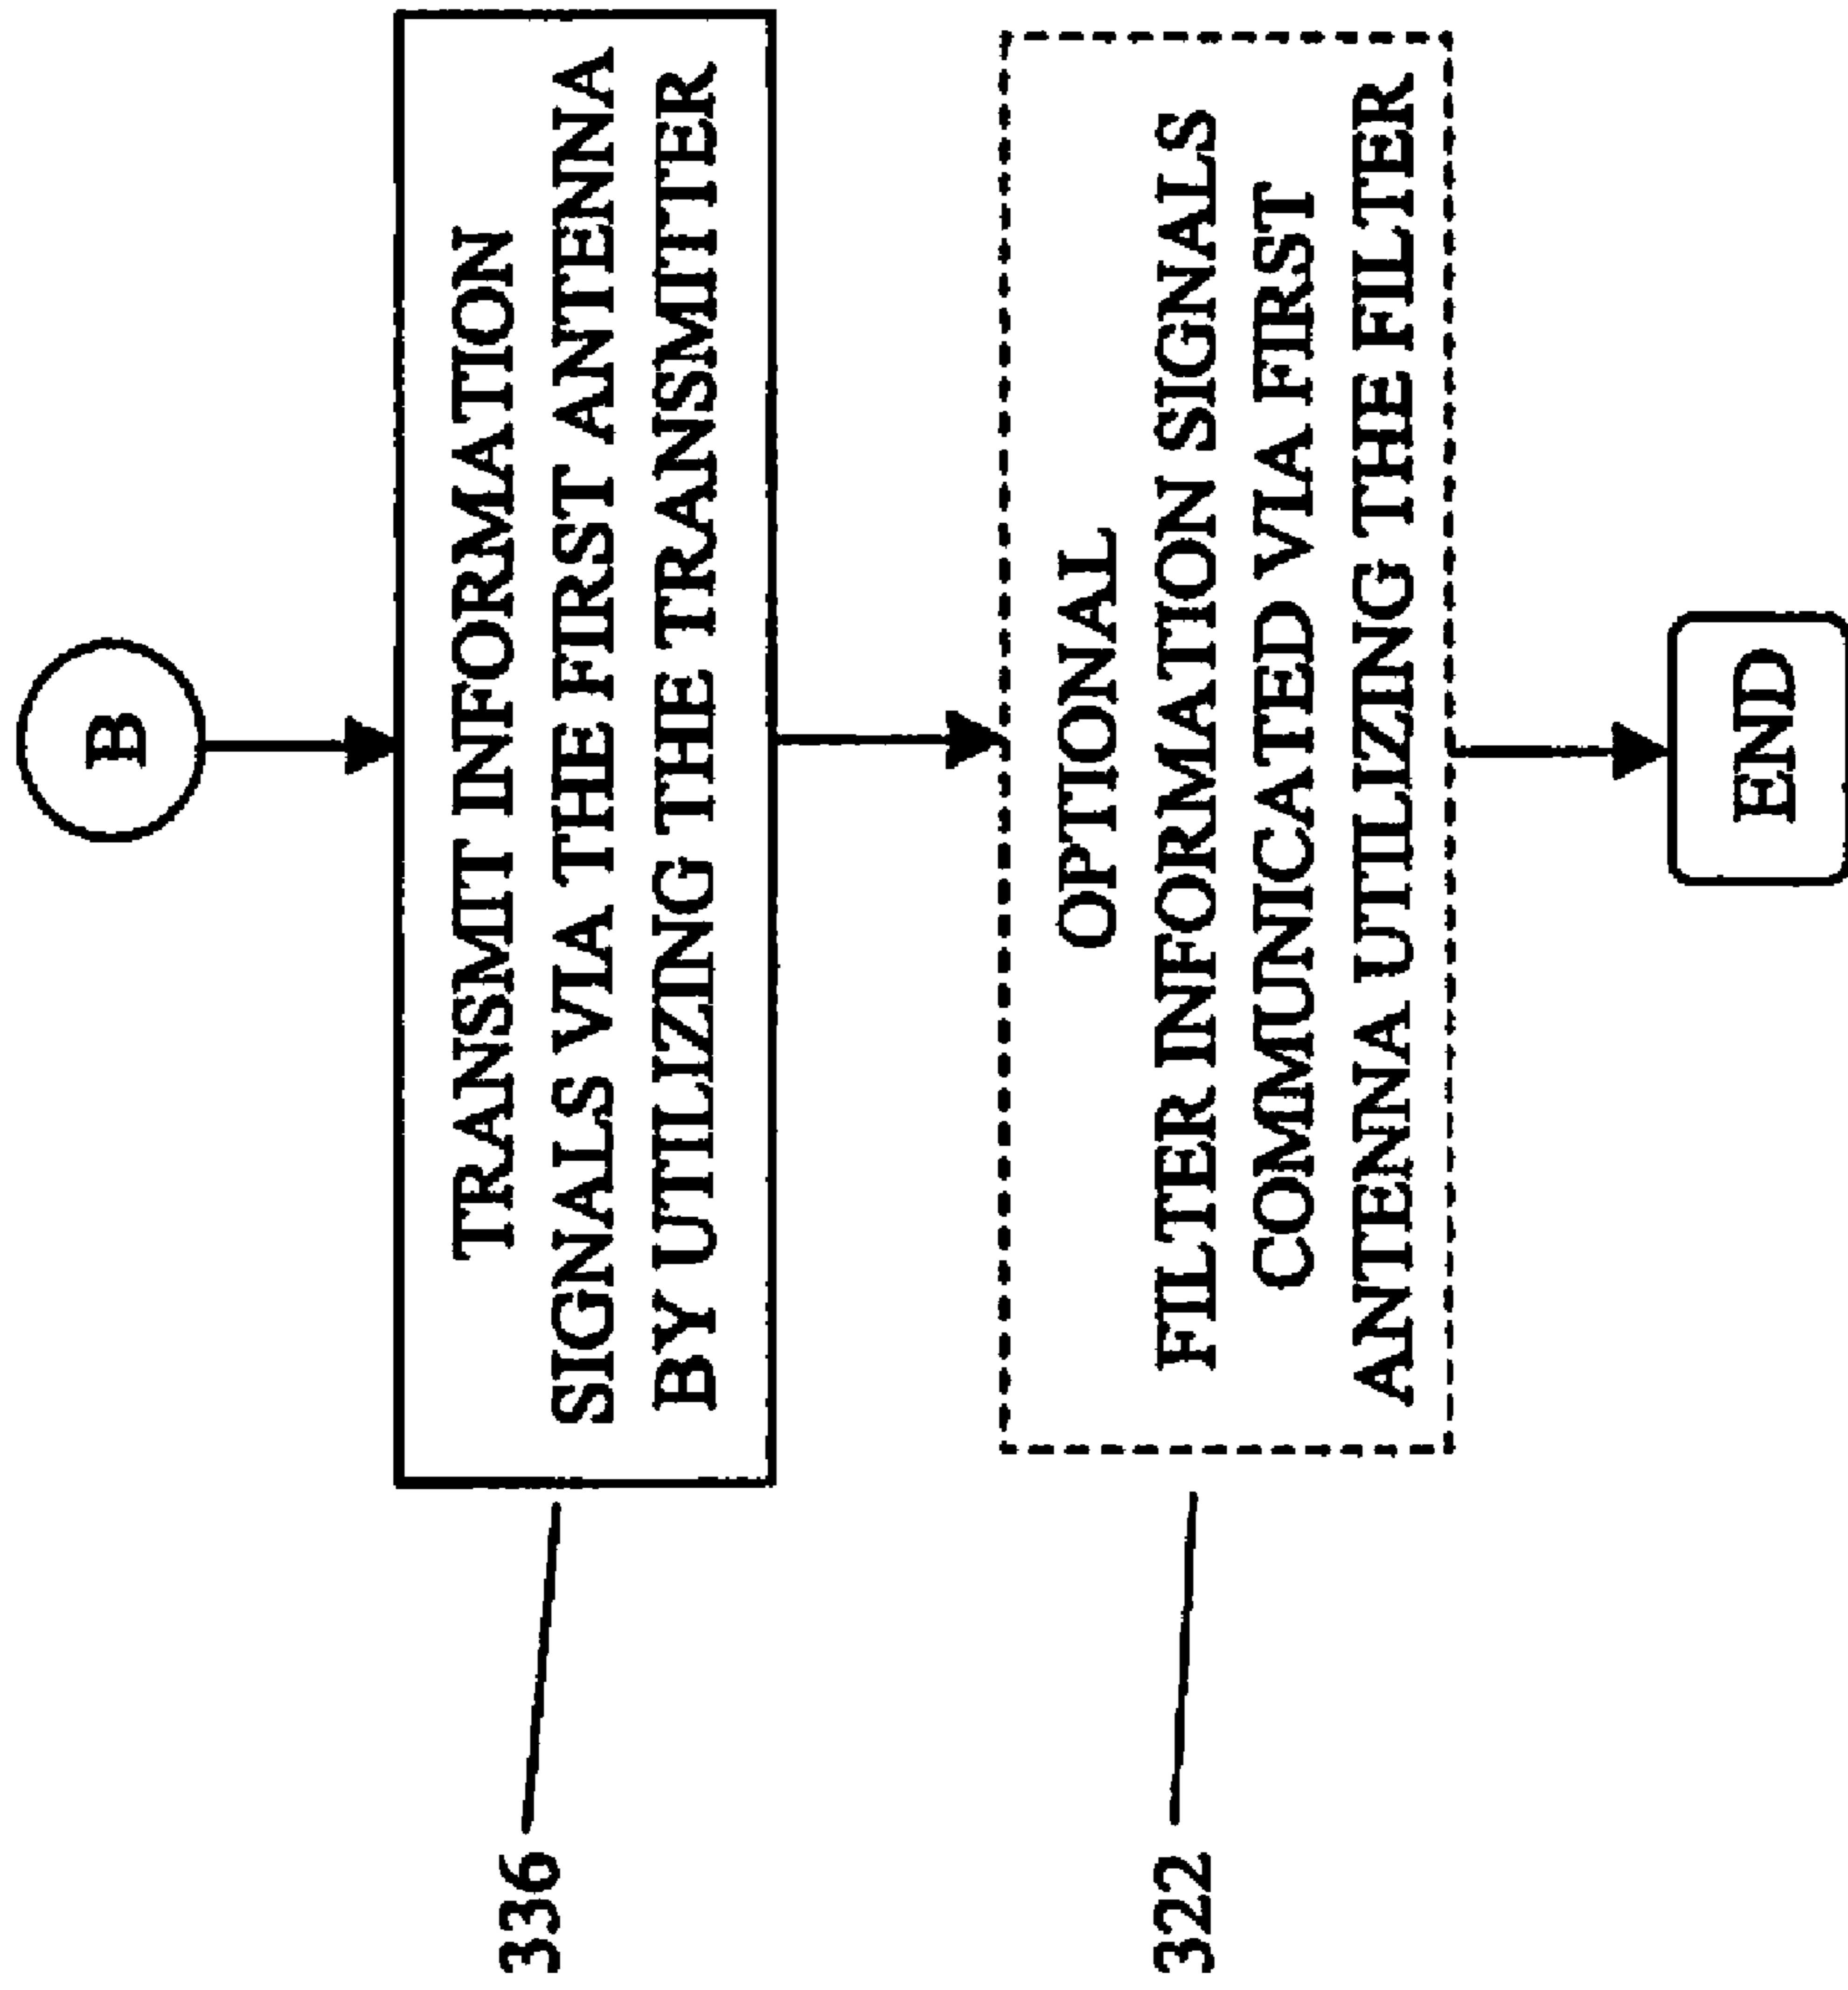 B
336
TRANSMIT INFORMATION
SIGNALS VIA THE FIRST ANTENNA
BY UTILIZING THE TRANSMITTER
322
OPTIONAL
FILTER INFORMATION SIGNALS
COMMUNICATED VIA FIRST
ANTENNA UTILIZING THE FILTER
END